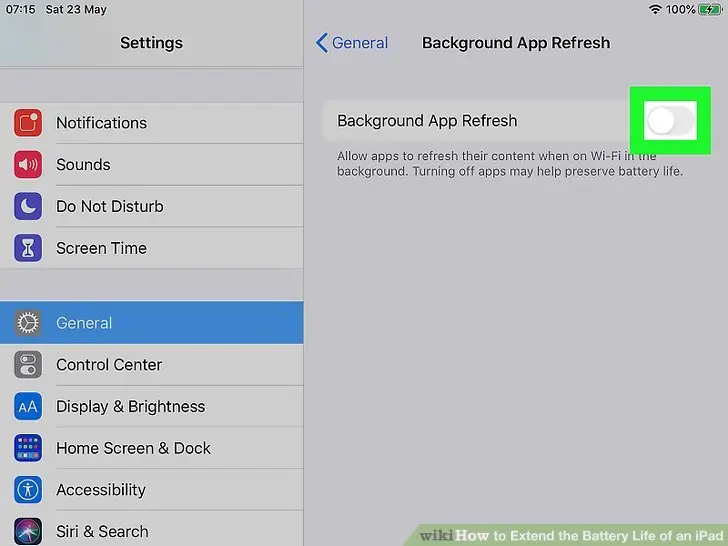 07:15 Sat 23 May
100%
Settings
General
Background App Refresh
Notifications
Sounds
Do Not Disturb
Screen Time
General
Control Center
AA
Display & Brightness
Home Screen & Dock
Accessibility
Siri & Search
Background App Refresh
Allow apps to refresh their content when on Wi-Fi in the
background. Turning off apps may help preserve battery life.
wikiHow to Extend the Battery Life of an iPad